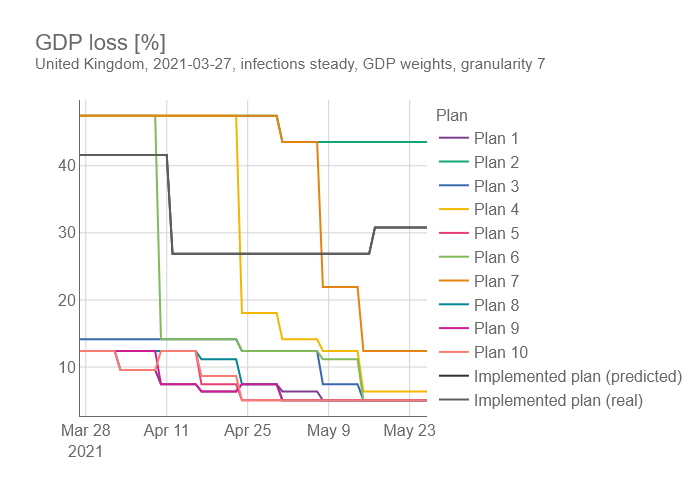 GDP loss [%]
United Kingdom, 2021-03-27, infections steady, GDP weights, granularity 7
Plan
Plan 1
Plan 2
Plan 3
Plan 4
Plan 5
Plan 6
Plan 7
Plan 8
Plan 9
Plan 10
Implemented plan (predicted)
Implemented plan (real)
40
30
20
10
Mar 28 Apr 11 Apr 25 May 9 May 23
2021